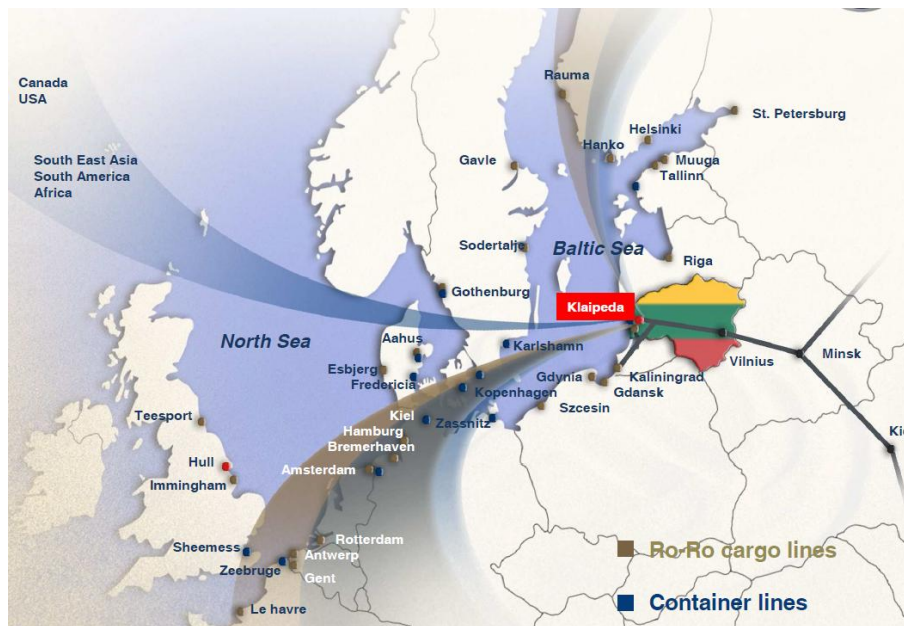 Canada
USA
South East Asia
South America
Africa
Rauma
St. Petersburg
Helsinki
Hanko
Muuga
Tallinn
Gavle
Sodertalje
Baltic Sea
Riga
Gothenburg
Klaipeda
North Sea
Aahus
Karlshamn
Vilnius
Minsk
Esbjerg
Fredericia
Gdynia
Kaliningrad
Gdansk
Kopenhagen
Szcesin
Kiel
Zassnitz
Teesport
Hamburg
Bremerhaven
Hull
Amsterdam
Immingham
Rotterdam
Sheemess
Antwerp
Ro-Ro cargo lines
Zeebruge
Gent
Container lines
Le havre